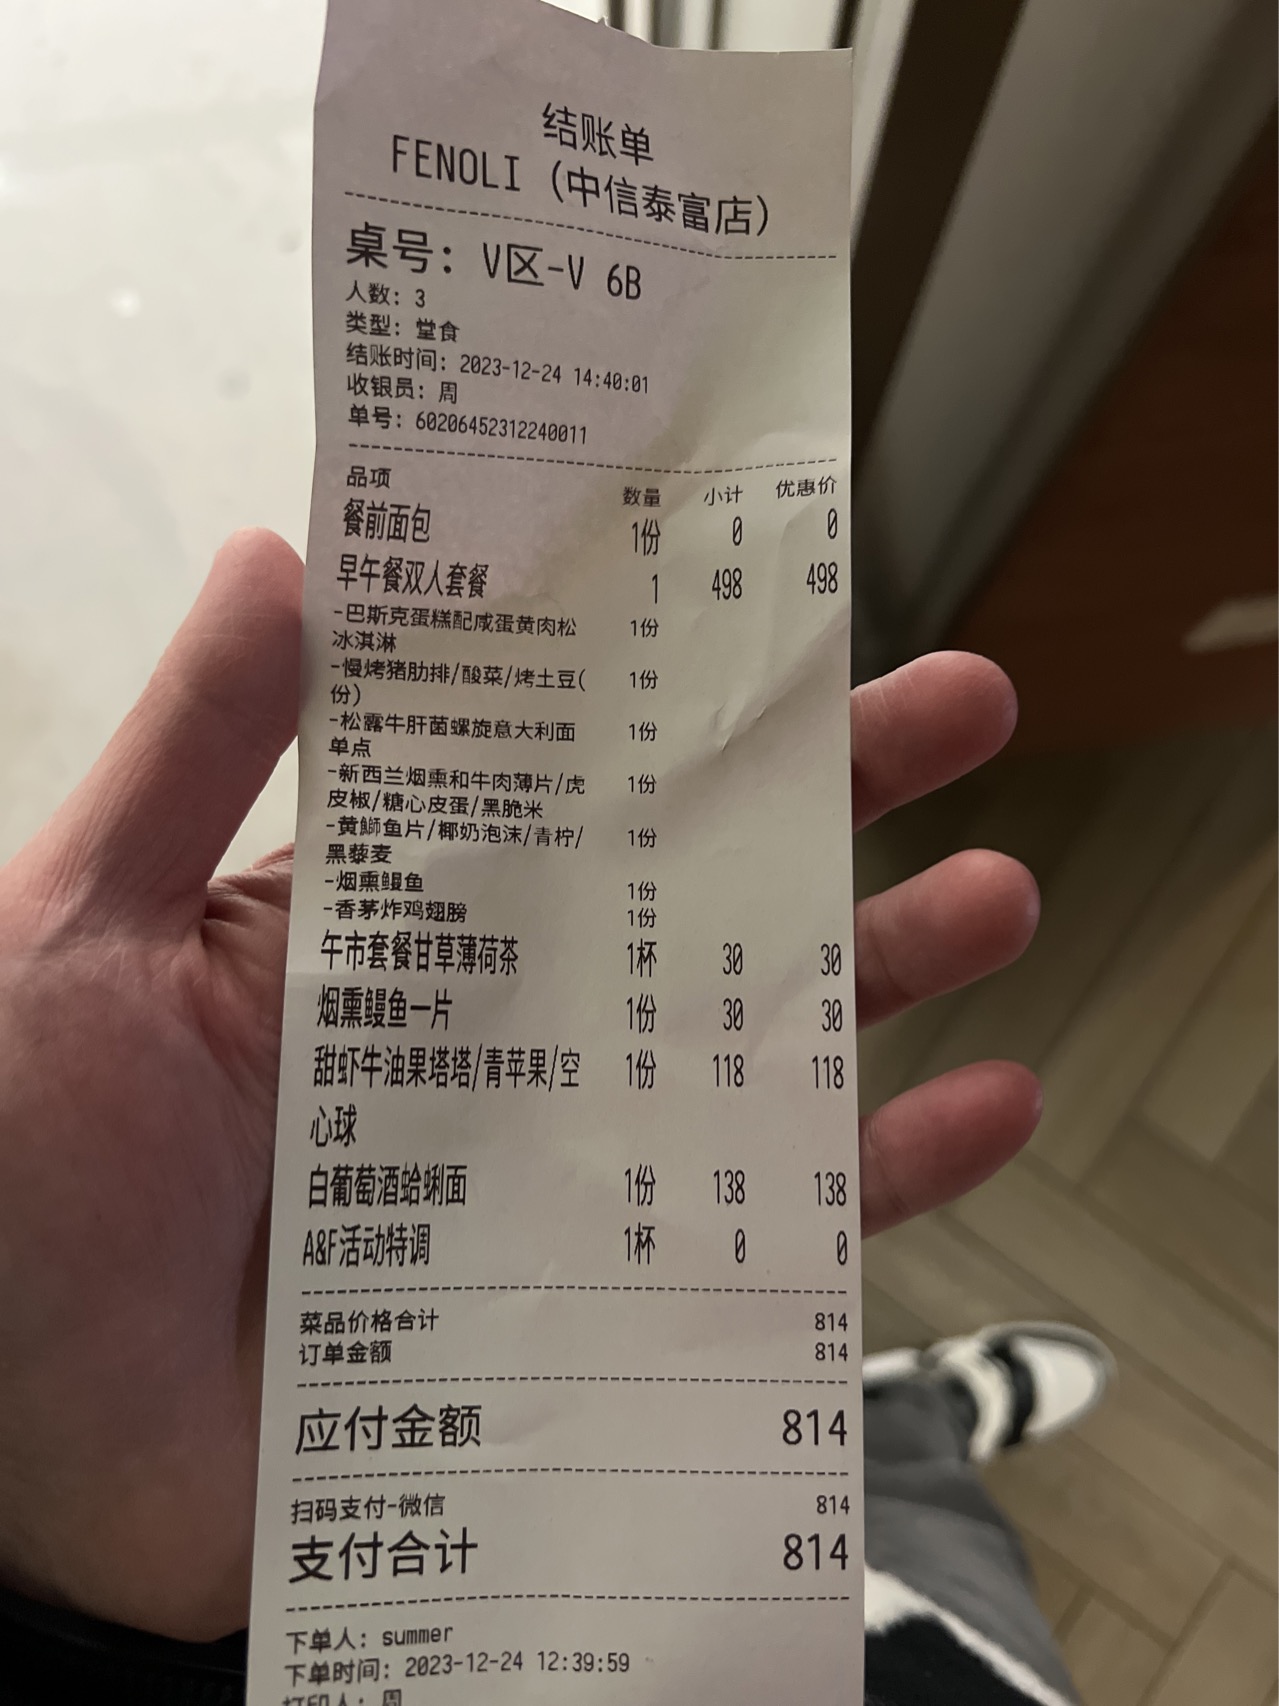 结账单
FENOLI（中信泰富店）
桌号：V区-V 6B
人数：3
类型：堂食
结账时间：2023-12-24 14:40:01
收银员：周
单号：60206452312240011
品项 数量 小计 优惠价
餐前面包 1份 0 0
早午餐双人套餐 1 498 498
-巴斯克蛋糕配咸蛋黄肉松 1份
冰淇淋
-慢烤猪肋排/酸菜/烤土豆( 1份
份)
-松露牛肝菌螺旋意大利面 1份
单点
-新西兰烟熏和牛肉薄片/虎 1份
皮椒/糖心皮蛋/黑脆米
-黄鰤鱼片/椰奶泡沫/青柠/ 1份
黑藜麦
-烟熏鳗鱼 1份
-香茅炸鸡翅膀 1份
午市套餐甘草薄荷茶 1杯 30 30
烟熏鳗鱼一片 1份 30 30
甜虾牛油果塔塔/青苹果/空 1份 118 118
心球
白葡萄酒蛤蜊面 1份 138 138
A&F活动特调 1杯 0 0
菜品价格合计 814
订单金额 814
应付金额 814
扫码支付-微信 814
支付合计 814
下单人：summer
下单时间：2023-12-24 12:39:59
打印人：周